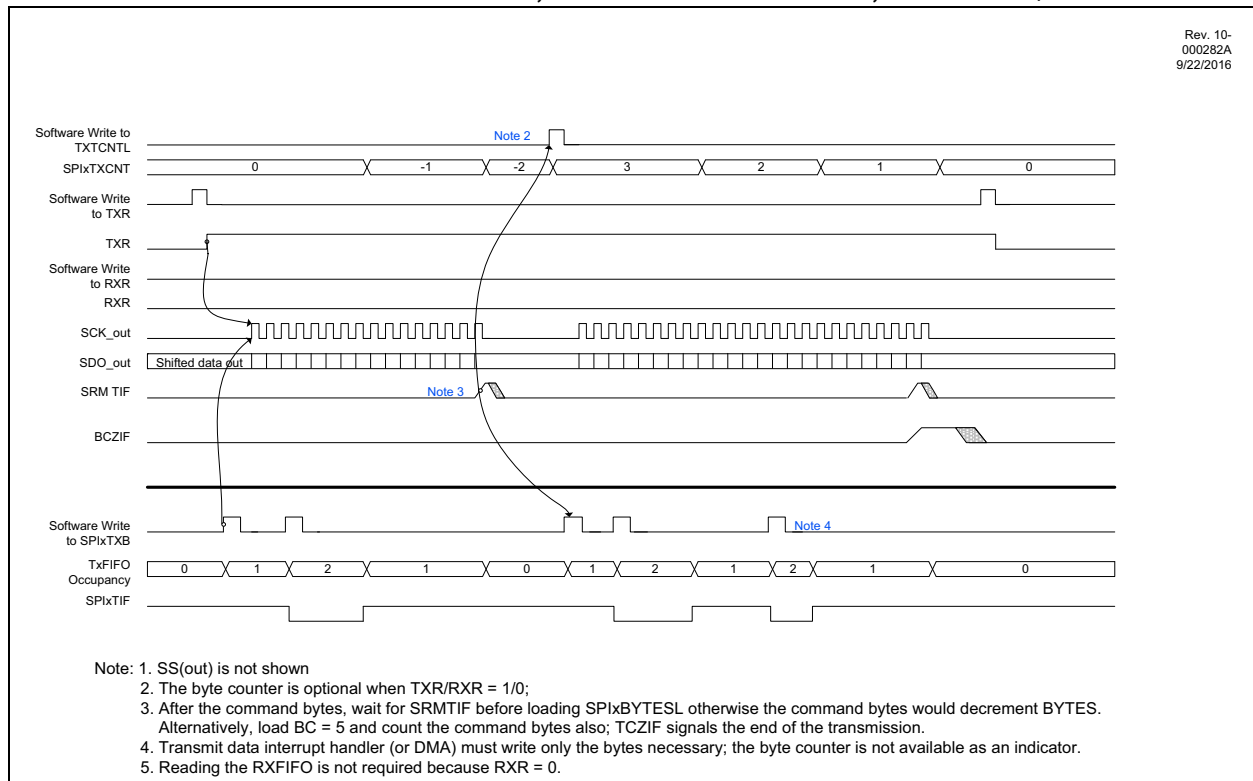 Rev. 10-
000282A
9/22/2016
Software Write to
TXTCNTL
Note 2
SPIxTXCNT
0 -1 -2 3 2 1 0
Software Write
to TXR
TXR
Software Write
to RXR
RXR
SCK_out
SDO_out
Shifted data out
SRM TIF
Note 3
BCZIF
Software Write
to SPIxTXB
Note 4
TxFIFO
Occupancy
0 1 2 1 0 1 2 1 2 1 0
SPIxTIF
Note: 1. SS(out) is not shown
2. The byte counter is optional when TXR/RXR = 1/0;
3. After the command bytes, wait for SRMTIF before loading SPIxBYTESL otherwise the command bytes would decrement BYTES.
Alternatively, load BC = 5 and count the command bytes also; TCZIF signals the end of the transmission.
4. Transmit data interrupt handler (or DMA) must write only the bytes necessary; the byte counter is not available as an indicator.
5. Reading the RXFIFO is not required because RXR = 0.